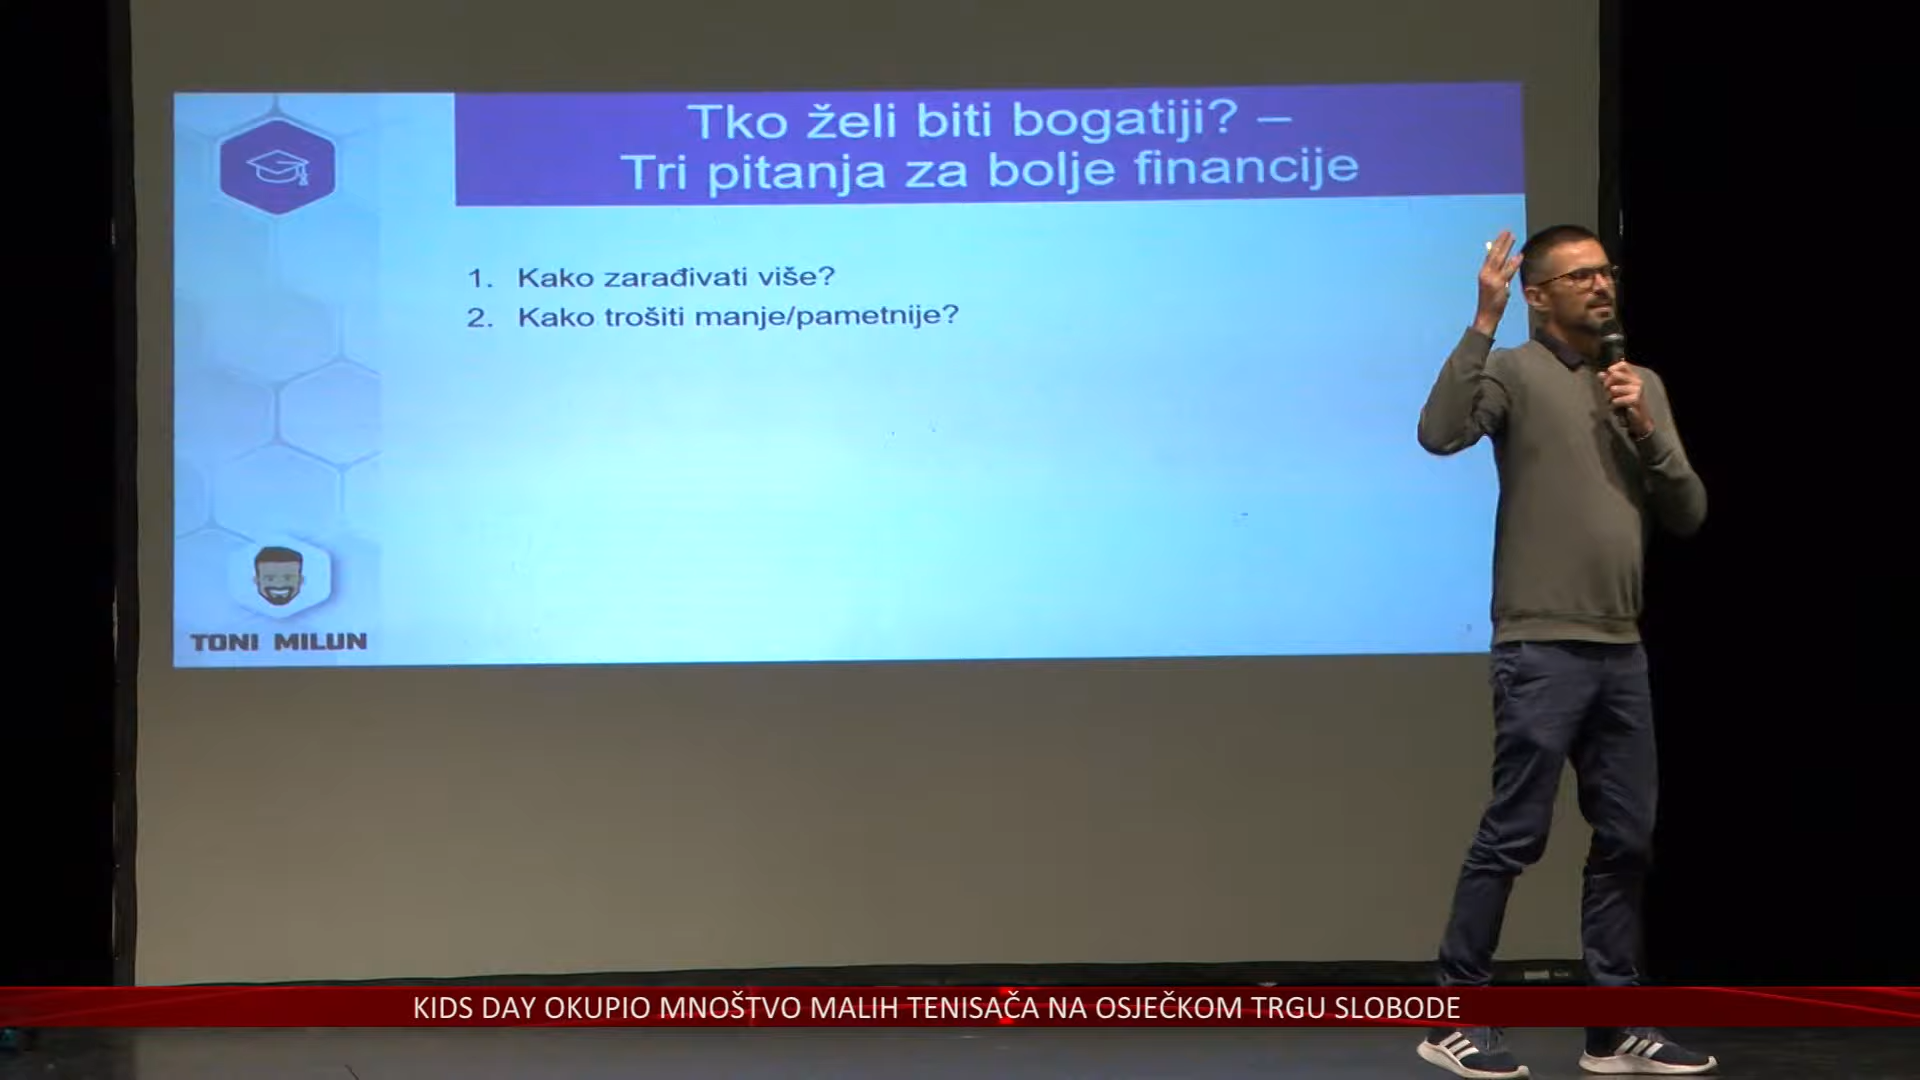 Tko želi biti bogatiji? –
Tri pitanja za bolje financije
1. Kako zarađivati više?
2. Kako trošiti manje/pametnije?
TONI MILUN
KIDS DAY OKUPIO MNOŠTVO MALIH TENISAČA NA OSJEČKOM TRGU SLOBODE